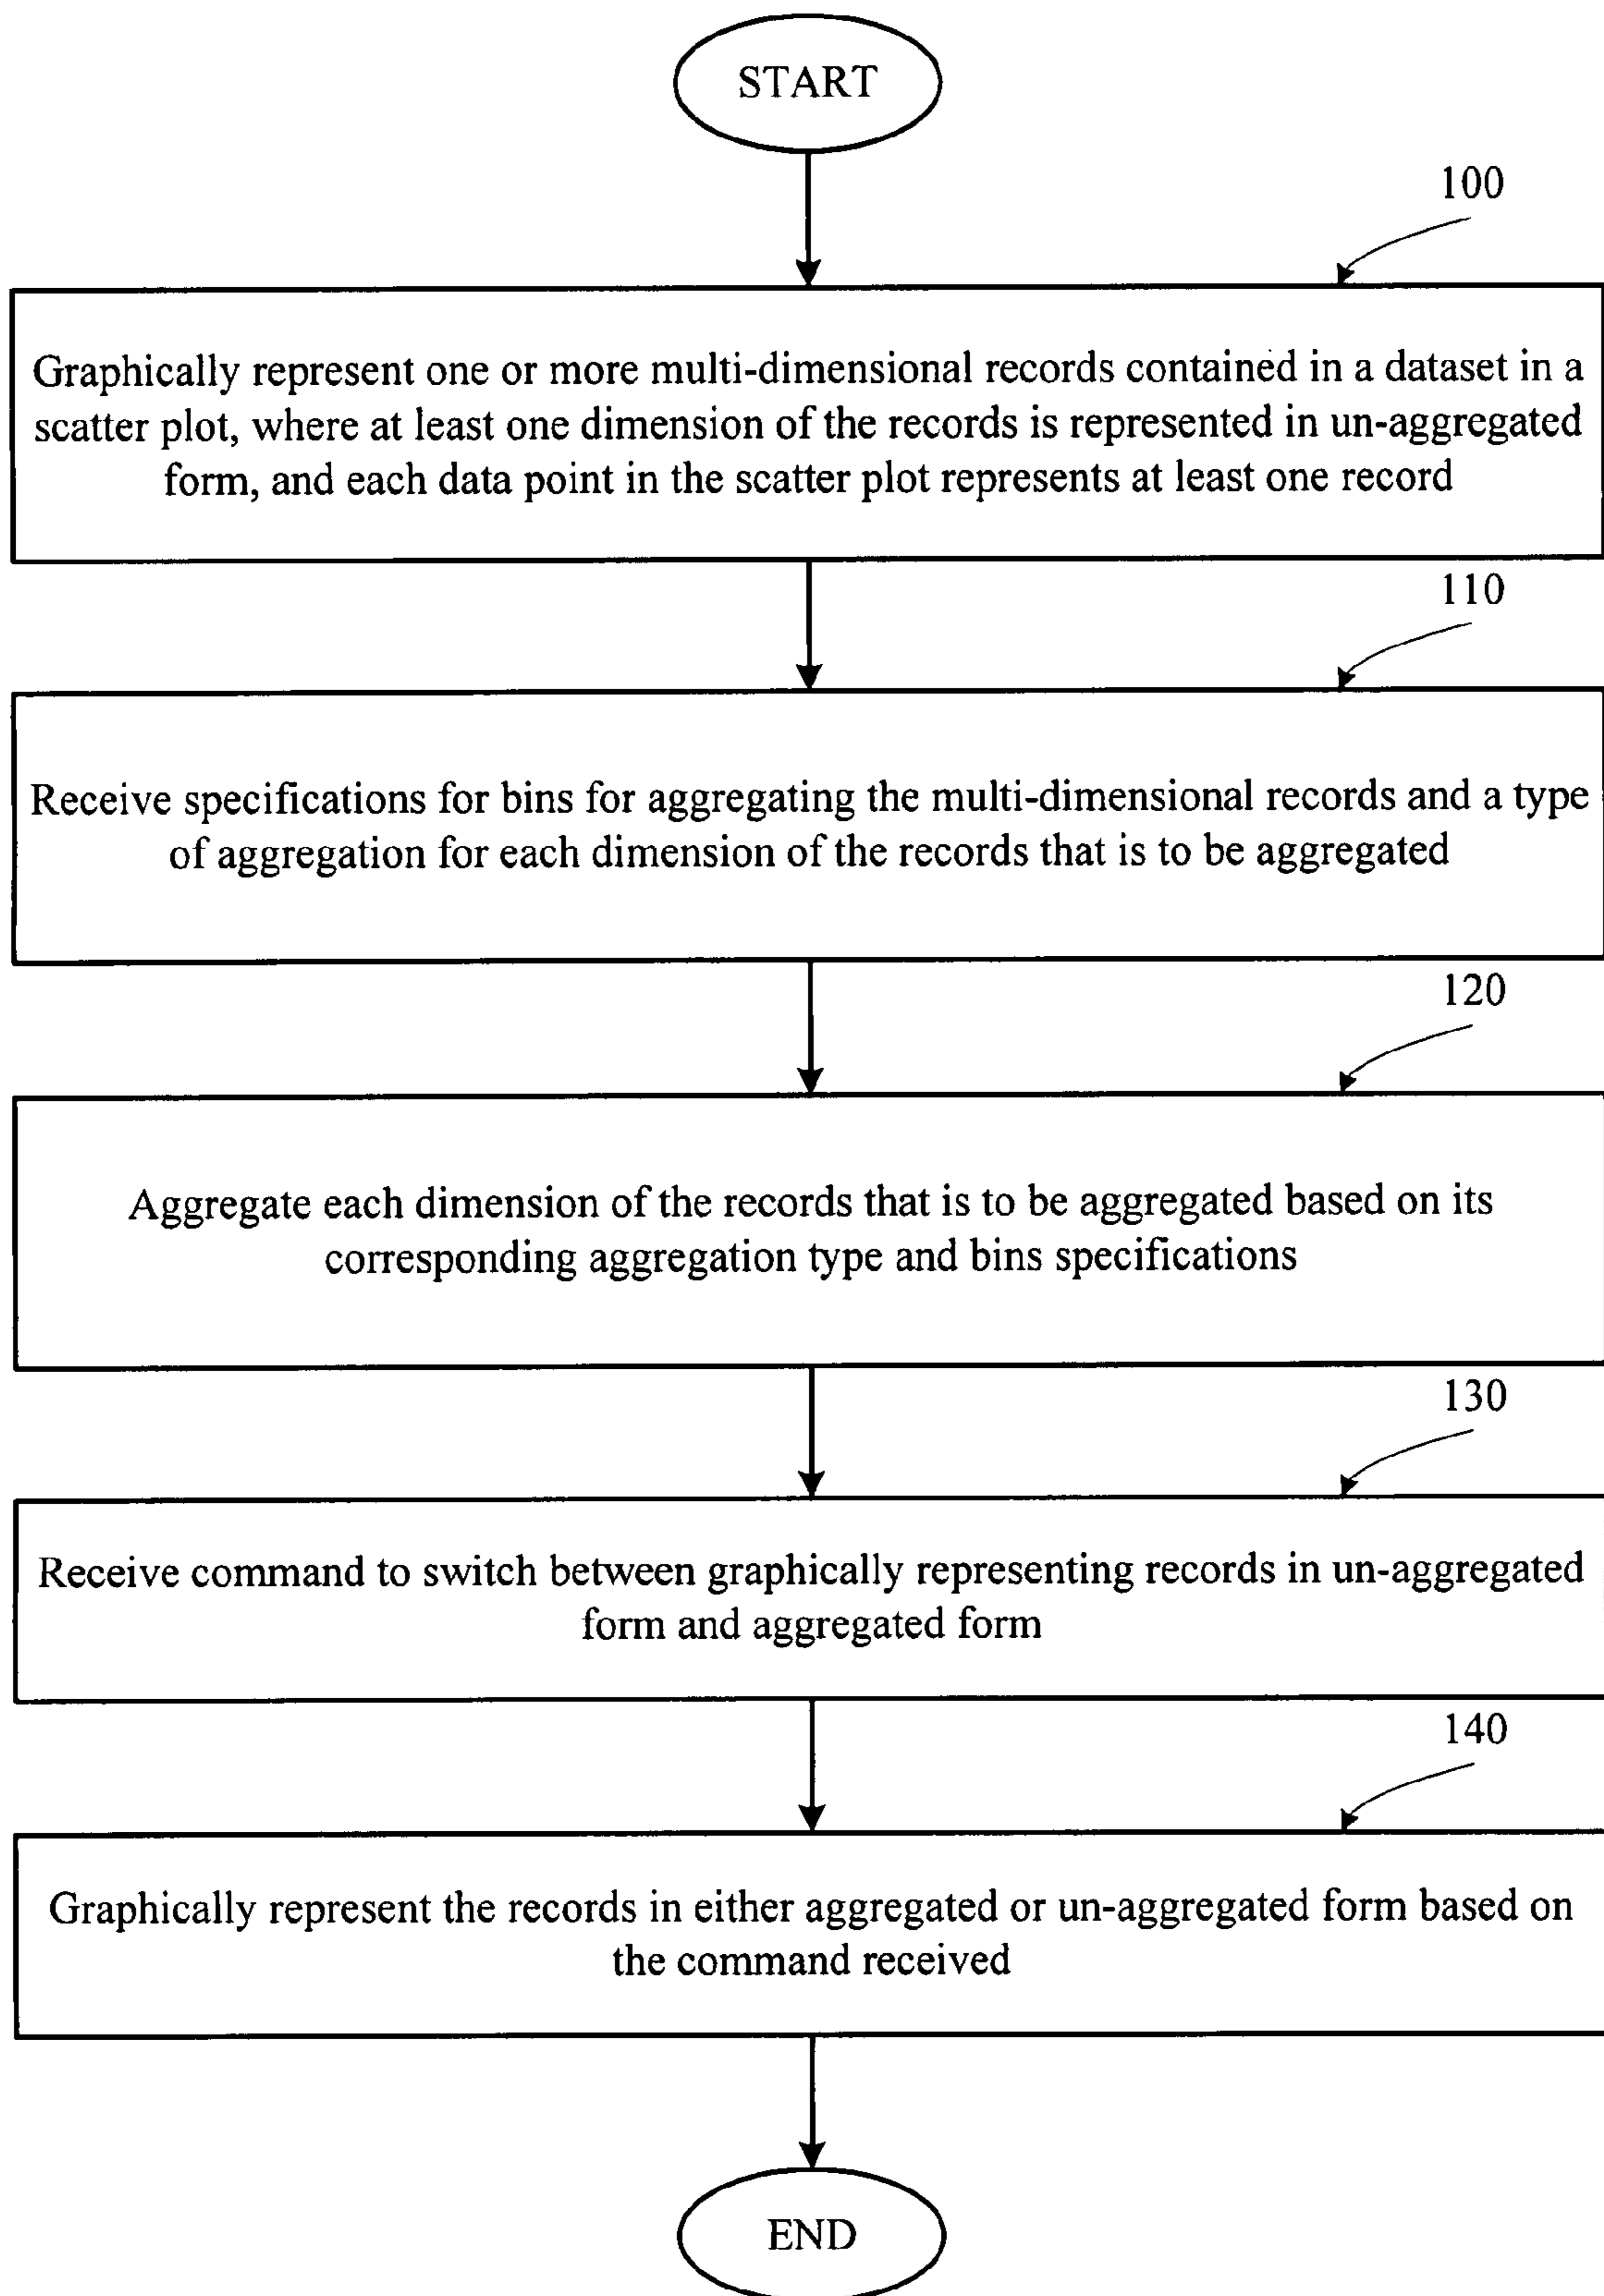 START
100
Graphically represent one or more multi-dimensional records contained in a dataset in a
scatter plot, where at least one dimension of the records is represented in un-aggregated
form, and each data point in the scatter plot represents at least one record
110
Receive specifications for bins for aggregating the multi-dimensional records and a type
of aggregation for each dimension of the records that is to be aggregated
120
Aggregate each dimension of the records that is to be aggregated based on its
corresponding aggregation type and bins specifications
130
Receive command to switch between graphically representing records in un-aggregated
form and aggregated form
140
Graphically represent the records in either aggregated or un-aggregated form based on
the command received
END